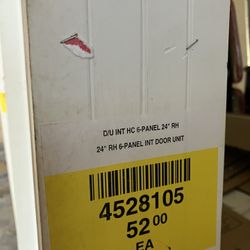 D/U INT HC 6-PANEL 24" RH
24" RH 6-PANEL INT DOOR UNIT
4528105
52 00
EA